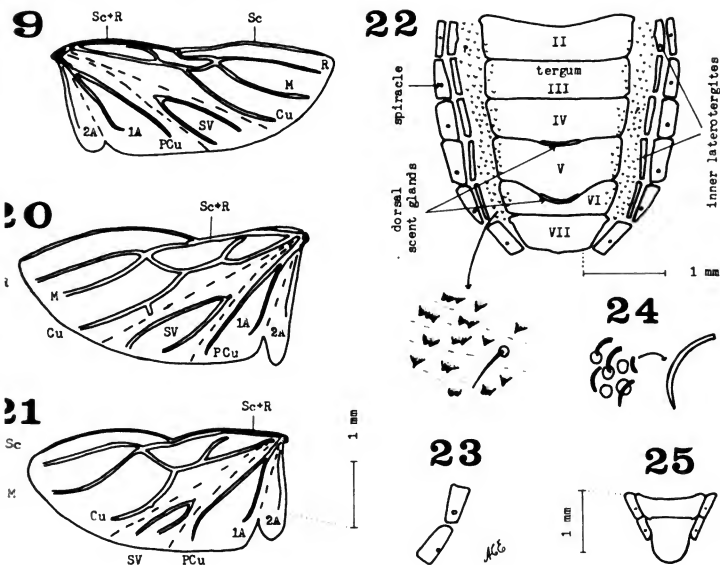 9
Sc+R
Sc
R
M
Cu
SV
PCu
1A
2A
20
Sc+R
R
M
Cu
SV
PCu
1A
2A
21
Sc+R
Sc
M
Cu
SV
PCu
1A
2A
1 mm
22
II
tergum
III
IV
V
VI
VII
spiracle
inner laterotergites
dorsal
scent glands
1 mm
23
24
25
1 mm